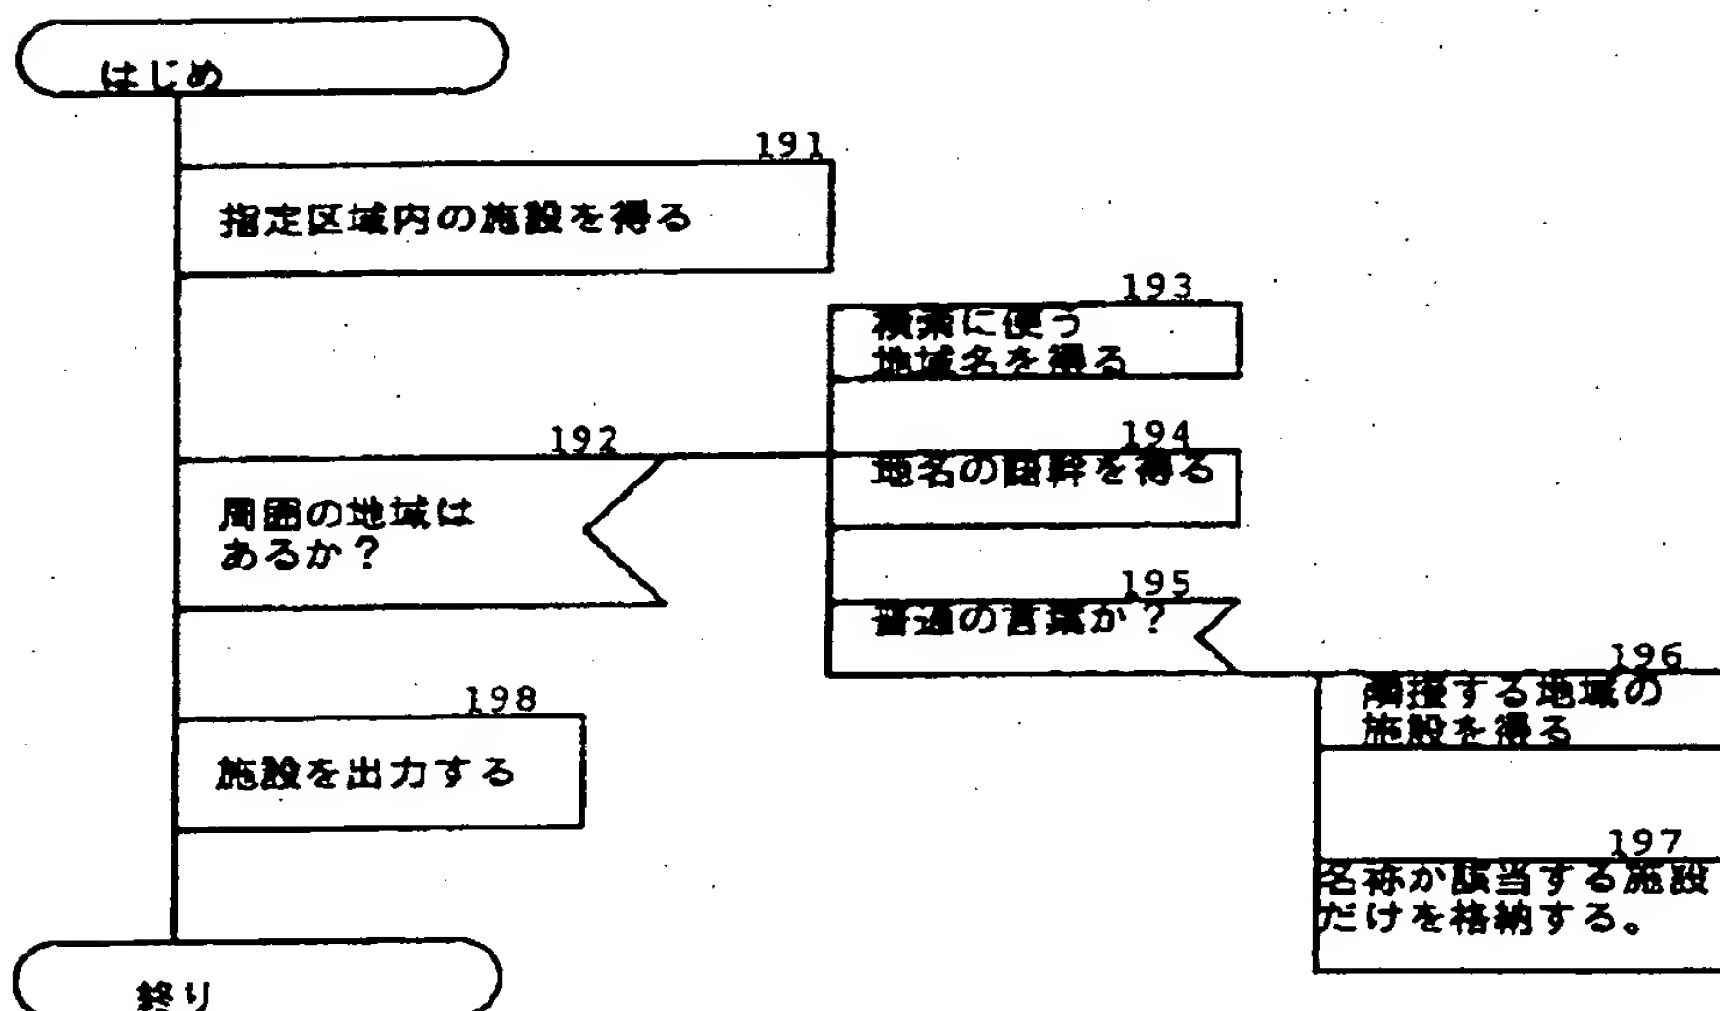 はじめ
191
指定区域内の施設を得る
193
検索に使う
地域名を得る
192
194
地名の語幹を得る
周囲の地域は
あるか？
195
普通の言葉か？
196
隣接する地域の
施設を得る
198
施設を出力する
197
名称が該当する施設
だけを格納する。
終り